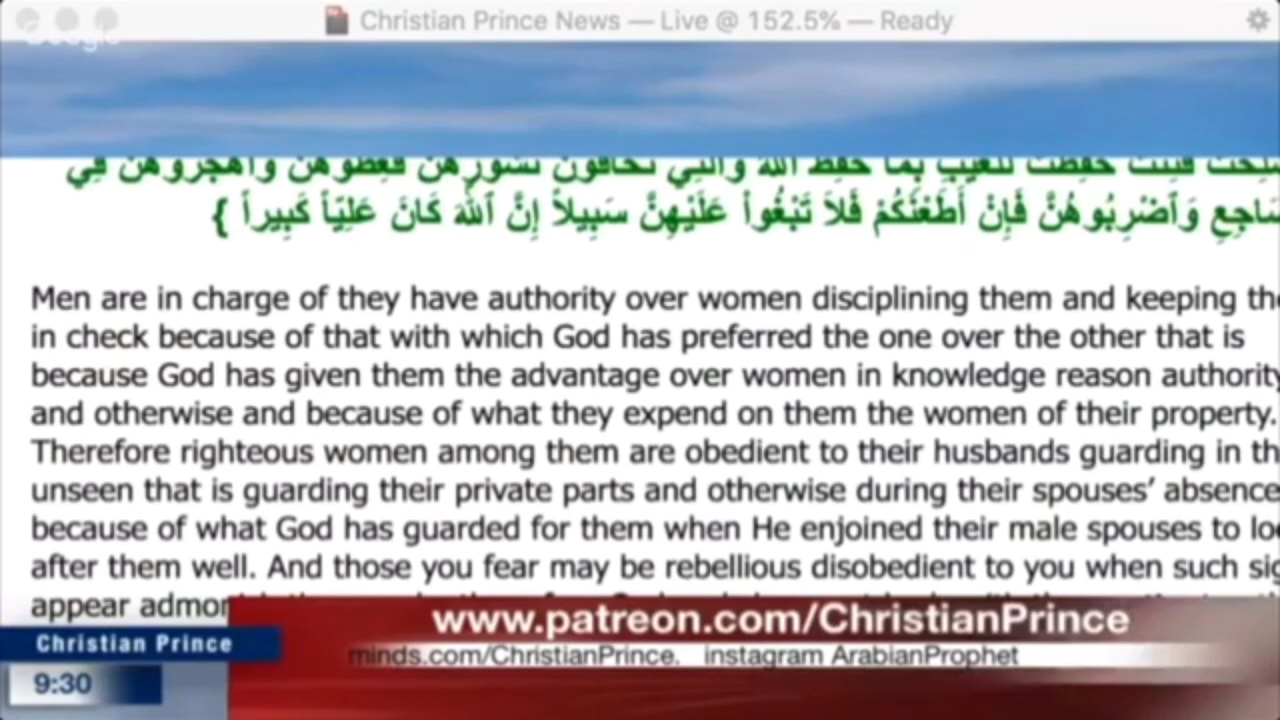 Christian Prince News — Live @ 152.5% — Ready
Google
حَفِظَ ٱللَّهُ
وَٱضْرِبُوهُنَّ فَإِنْ أَطَعْنَكُمْ فَلاَ تَبْغُواْ عَلَيْهِنَّ سَبِيلاً إِنَّ ٱللَّهَ كَانَ عَلِيّاً كَبِيراً }
Men are in charge of they have authority over women disciplining them and keeping
in check because of that with which God has preferred the one over the other that is
because God has given them the advantage over women in knowledge reason authority
and otherwise and because of what they expend on them the women of their property.
Therefore righteous women among them are obedient to their husbands guarding in
unseen that is guarding their private parts and otherwise during their spouses’ absence
because of what God has guarded for them when He enjoined their male spouses to
after them well. And those you fear may be rebellious disobedient to you when such
appear
www.patreon.com/ChristianPrince
Christian Prince
minds.com/ChristianPrince. instagram ArabianProphet
9:30